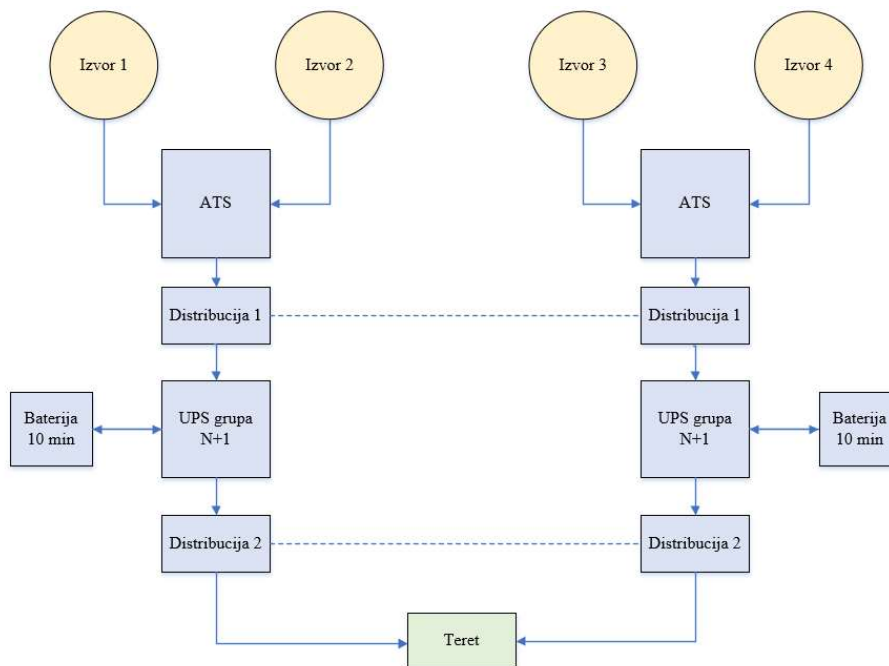 Izvor 1
Izvor 2
Izvor 3
Izvor 4
ATS
ATS
Distribucija 1
Distribucija 1
Baterija
10 min
UPS grupa
N+1
UPS grupa
N+1
Baterija
10 min
Distribucija 2
Distribucija 2
Teret